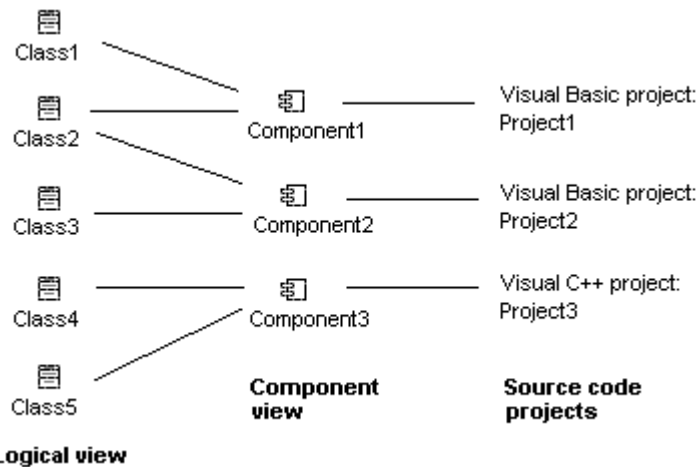 Class1
Class2
Class3
Class4
Class5
Logical view
Component1
Component2
Component3
Component
view
Visual Basic project:
Project1
Visual Basic project:
Project2
Visual C++ project:
Project3
Source code
projects